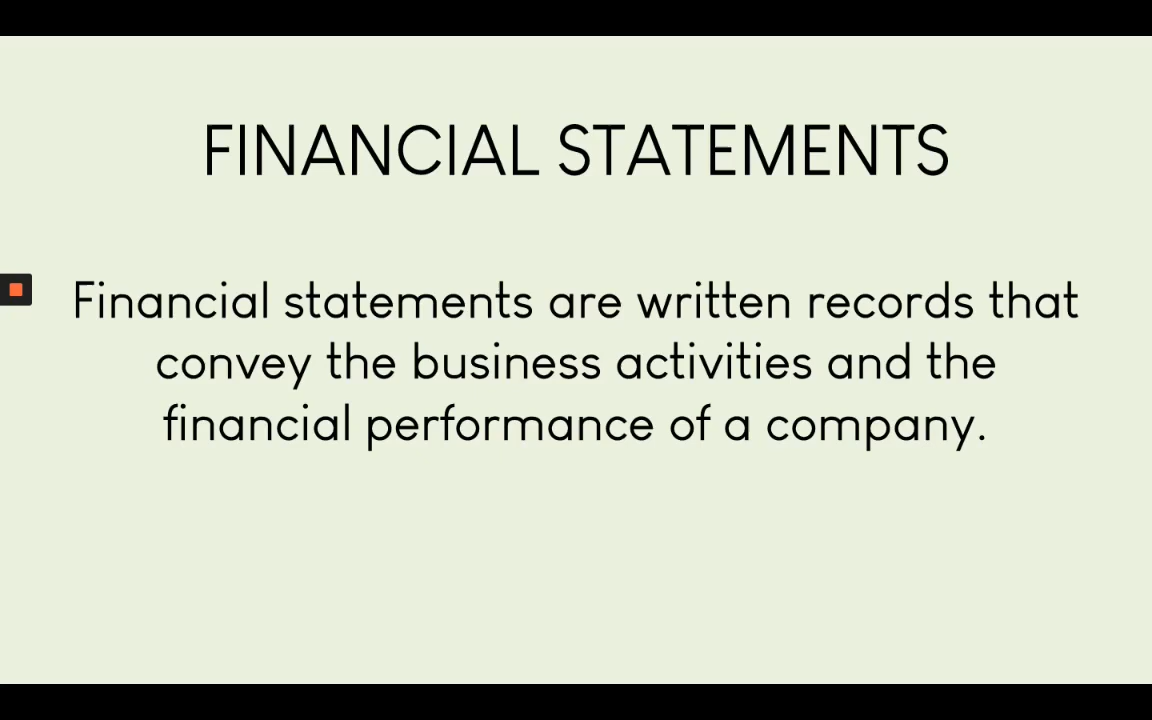 FINANCIAL STATEMENTS
Financial statements are written records that
convey the business activities and the
financial performance of a company.